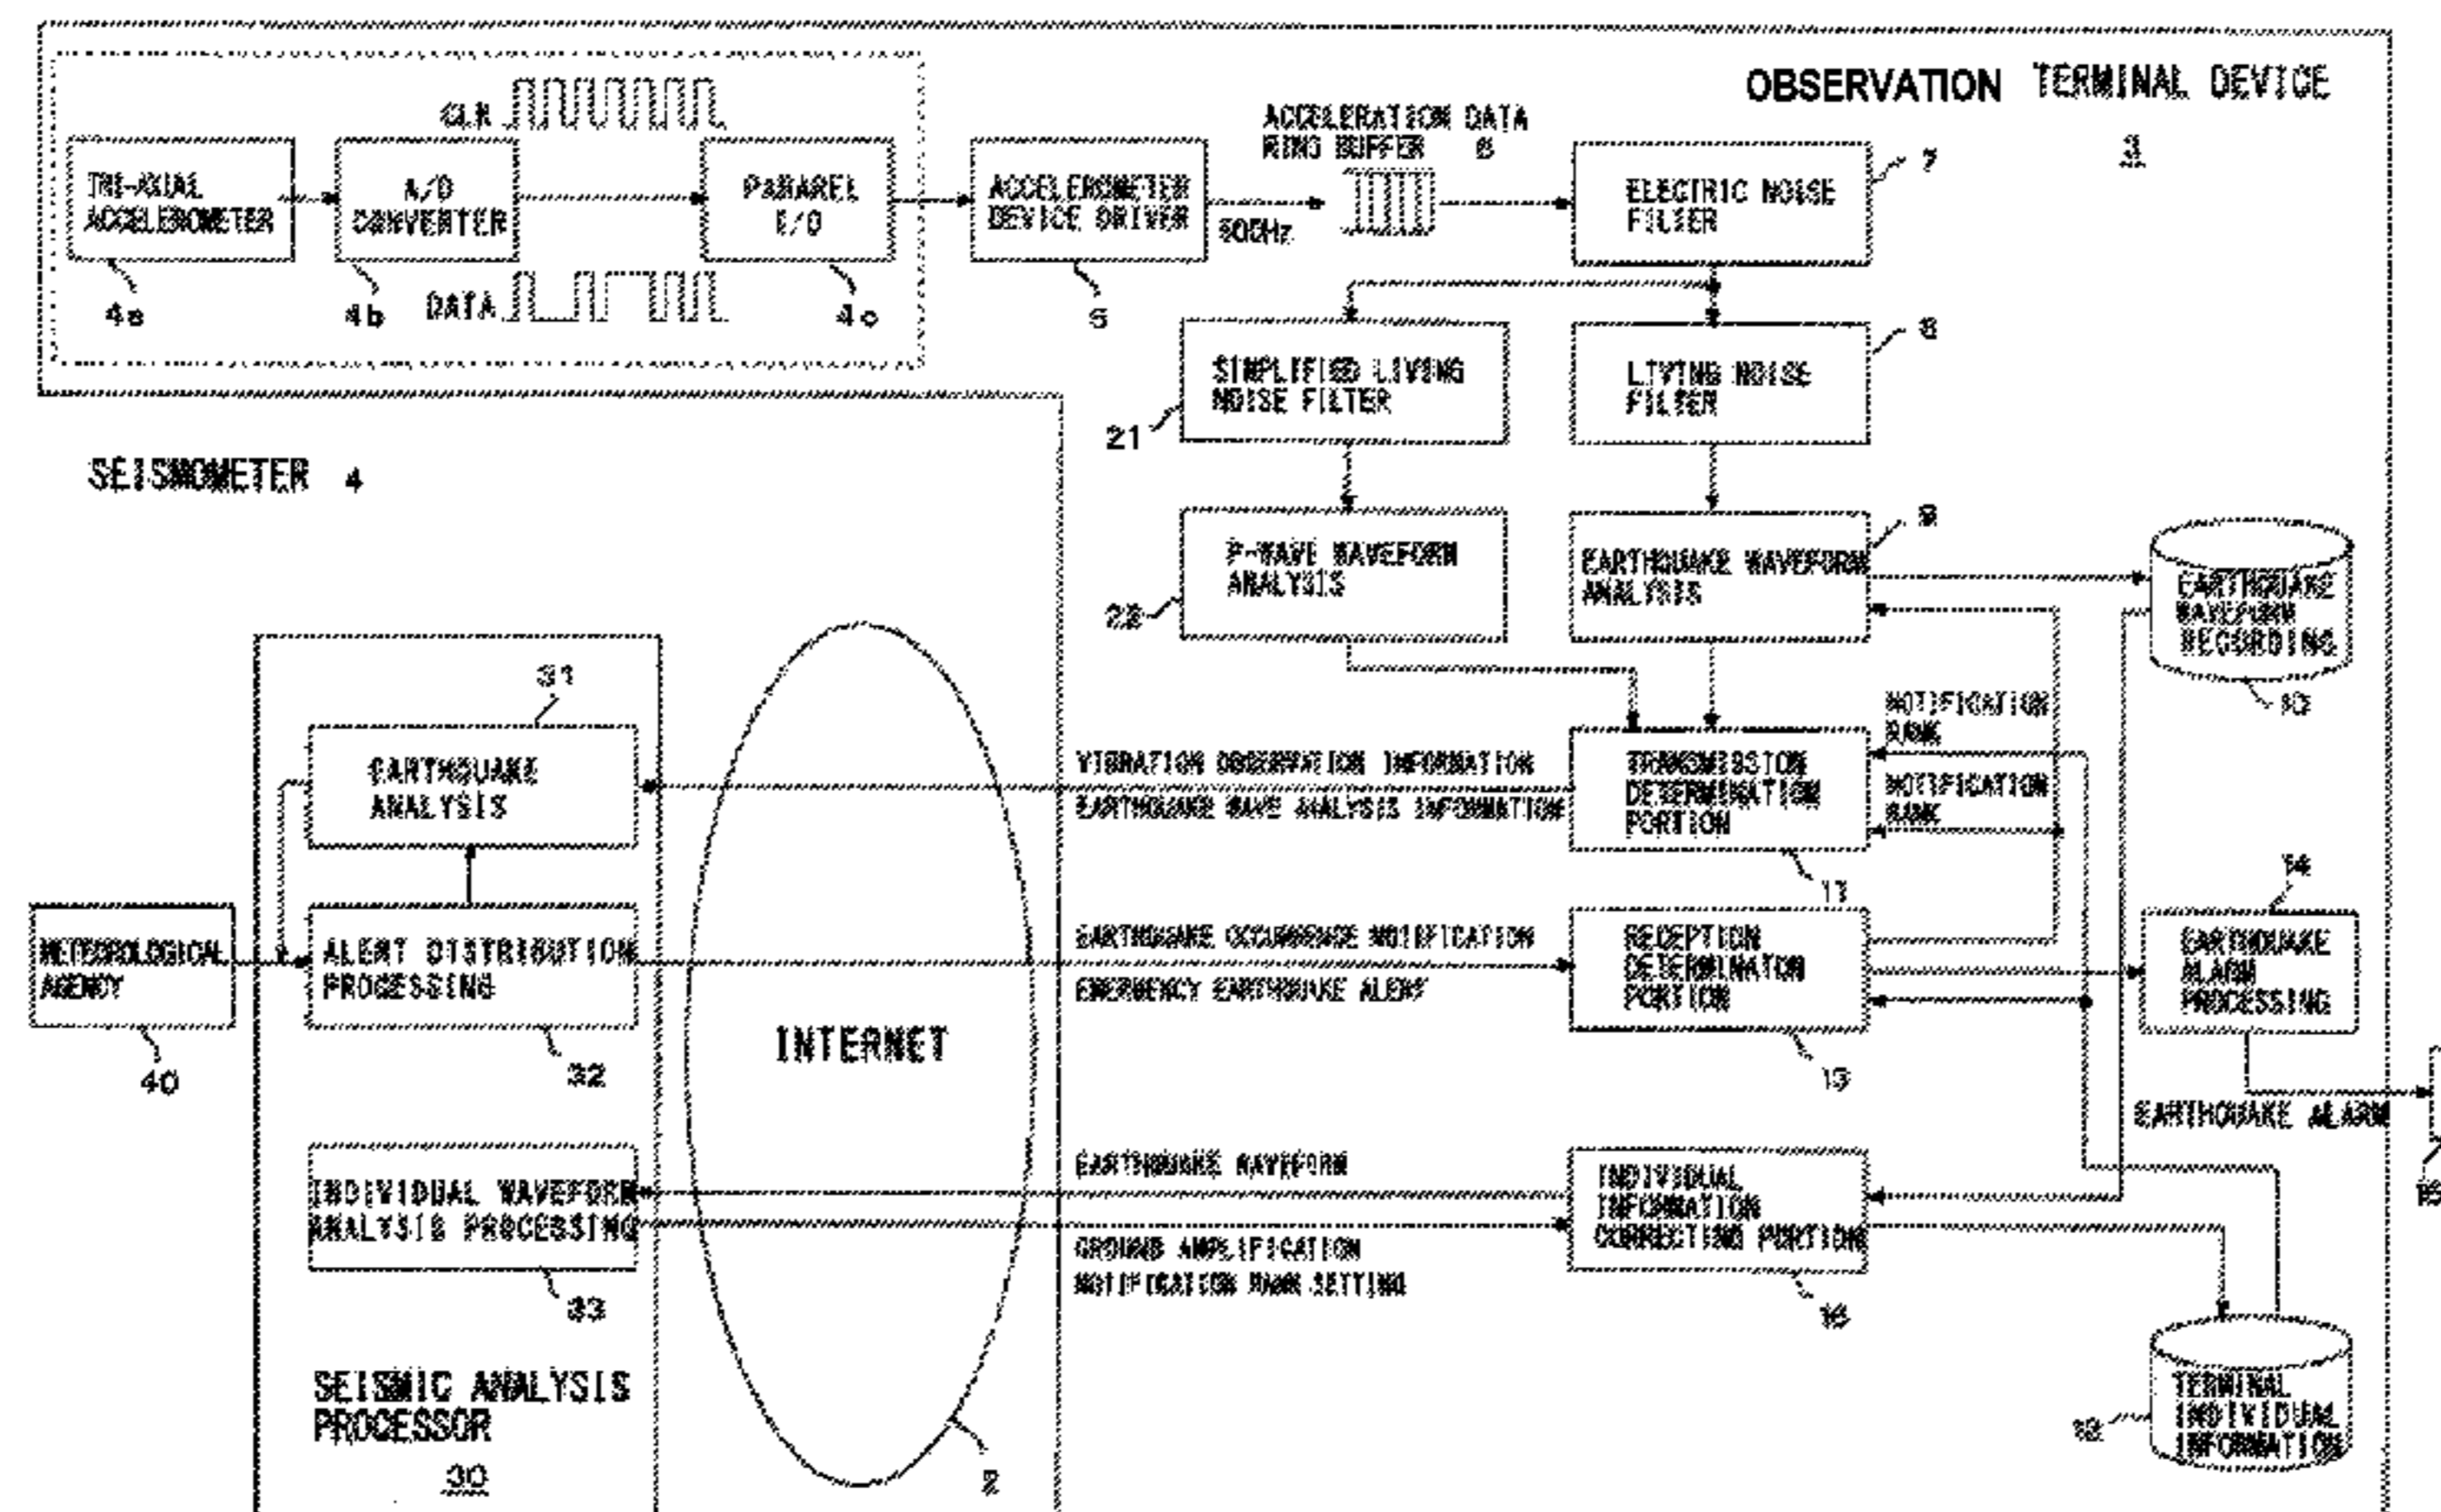 OBSERVATION TERMINAL DEVICE
3
CLK
TRI-AXIAL
ACCELEROMETER
4a
A/D
CONVERTER
4b
DATA
PARAREL
I/O
4c
ACCELEROMETER
DEVICE DRIVER
5
ACCELERATION DATA
RING BUFFER 6
ELECTRIC NOISE
FILTER
7
SIMPLIFIED LIVING
NOISE FILTER
21
LIVING NOISE
FILTER
8
SEISMOMETER 4
P-WAVE WAVEFORM
ANALYSIS
22
EARTHQUAKE WAVEFORM
ANALYSIS
9
EARTHQUAKE
WAVEFORM
RECORDING
10
31
EARTHQUAKE
ANALYSIS
VIBRATION OBSERVATION INFORMATION
EARTHQUAKE WAVE ANALYSIS INFORMATION
TRANSMISSION
DETERMINATION
PORTION
11
NOTIFICATION
RANK
NOTIFICATION
RANK
METEOROLOGICAL
AGENCY
40
ALERT DISTRIBUTION
PROCESSING
32
INTERNET
2
EARTHQUAKE OCCURRENCE NOTIFICATION
EMERGENCY EARTHQUAKE ALERT
RECEPTION
DETERMINATON
PORTION
13
14
EARTHQUAKE
ALARM
PROCESSING
EARTHQUAKE ALARM
15
INDIVIDUAL WAVEFORM
ANALYSIS PROCESSING
33
EARTHQUAKE WAVEFORM
GROUND AMPLIFICATION
NOTIFICATION RANK SETTING
INDIVIDUAL
INFORMATION
CORRECTING PORTION
16
SEISMIC ANALYSIS
PROCESSOR
30
TERMINAL
INDIVIDUAL
INFORMATION
12